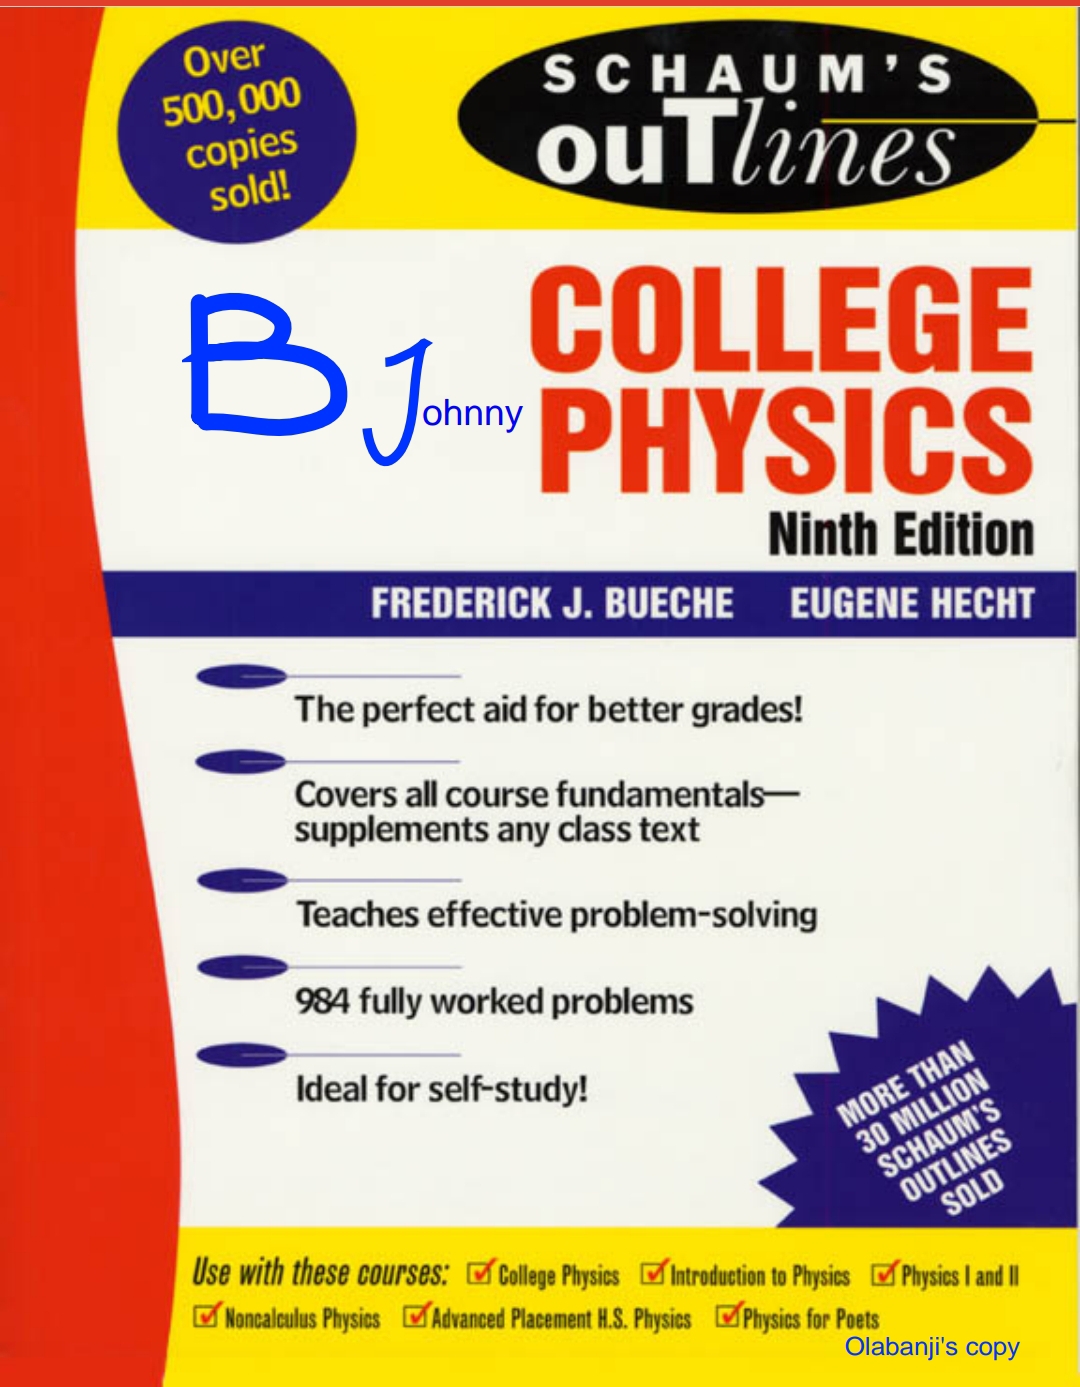 Over
500,000
copies
sold!
SCHAUM'S
ouTlines
COLLEGE
PHYSICS
B Johnny
Ninth Edition
FREDERICK J. BUECHE EUGENE HECHT
The perfect aid for better grades!
Covers all course fundamentals—
supplements any class text
Teaches effective problem-solving
984 fully worked problems
Ideal for self-study!
MORE THAN
30 MILLION
SCHAUM'S
OUTLINES
SOLD
Use with these courses: College Physics Introduction to Physics Physics I and II
Noncalculus Physics Advanced Placement H.S. Physics Physics for Poets
Olabanji's copy